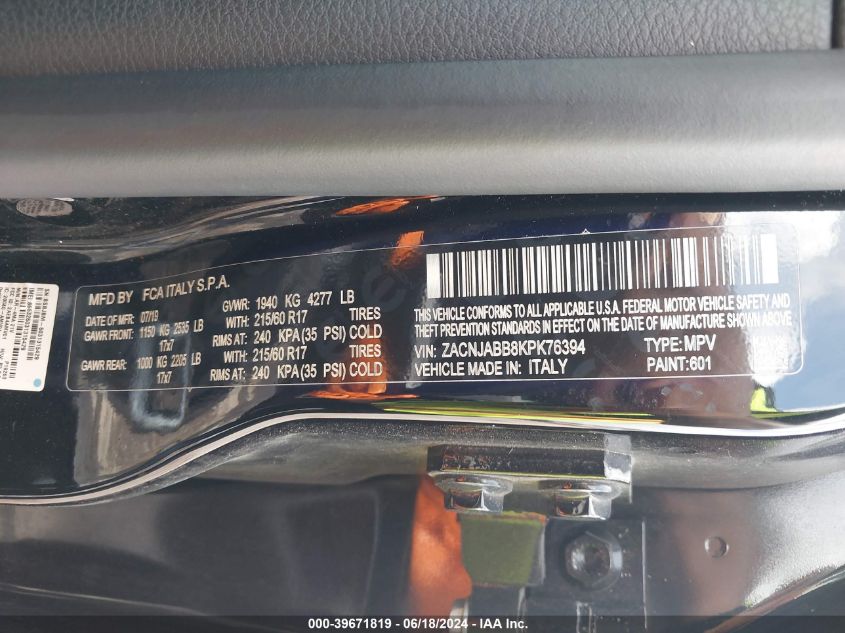 MFD BY FCA ITALY S.P.A.
DATE OF MFR 07/19 GVWR: 1940 KG 4277 LB
GAWR FRONT: 1150 KG 2535 LB WITH: 215/60 R17 TIRES
17x7 RIMS AT: 240 KPA(35 PSI) COLD
GAWR REAR: 1000 KG 2205 LB WITH: 215/60 R17 TIRES
17x7 RIMS AT: 240 KPA(35 PSI) COLD
THIS VEHICLE CONFORMS TO ALL APPLICABLE U.S.A. FEDERAL MOTOR VEHICLE SAFETY,
BUMPER, AND THEFT PREVENTION STANDARDS IN EFFECT ON THE DATE OF MANUFACTURE SHOWN ABOVE.
VIN: ZACNJABB8KPK76394 TYPE: MPV
VEHICLE MADE IN: ITALY PAINT: 601
000-39671819 / 06/18/2024 - IAA Inc.